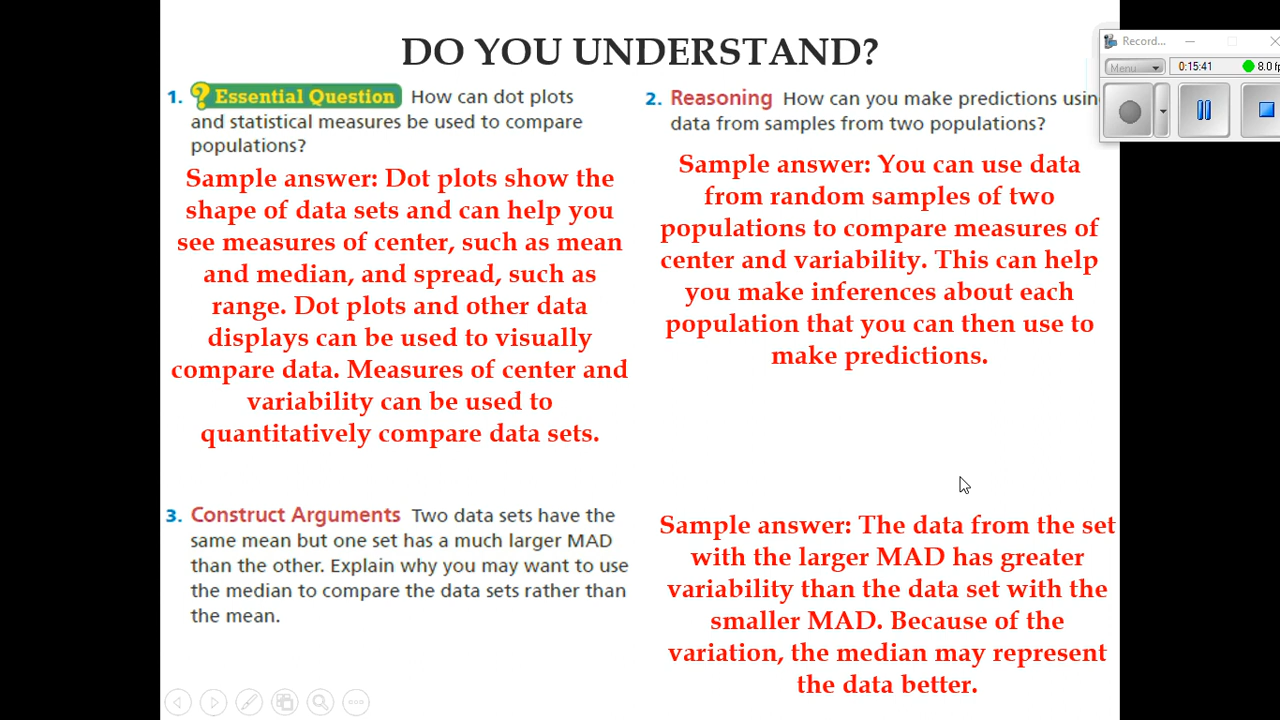 DO YOU UNDERSTAND?
1. ? Essential Question How can dot plots
and statistical measures be used to compare
populations?
Sample answer: Dot plots show the
shape of data sets and can help you
see measures of center, such as mean
and median, and spread, such as
range. Dot plots and other data
displays can be used to visually
compare data. Measures of center and
variability can be used to
quantitatively compare data sets.
2. Reasoning How can you make predictions usin
data from samples from two populations?
Sample answer: You can use data
from random samples of two
populations to compare measures of
center and variability. This can help
you make inferences about each
population that you can then use to
make predictions.
3. Construct Arguments Two data sets have the
same mean but one set has a much larger MAD
than the other. Explain why you may want to use
the median to compare the data sets rather than
the mean.
Sample answer: The data from the set
with the larger MAD has greater
variability than the data set with the
smaller MAD. Because of the
variation, the median may represent
the data better.
Record...
Menu 0:15:41 8.0 fp